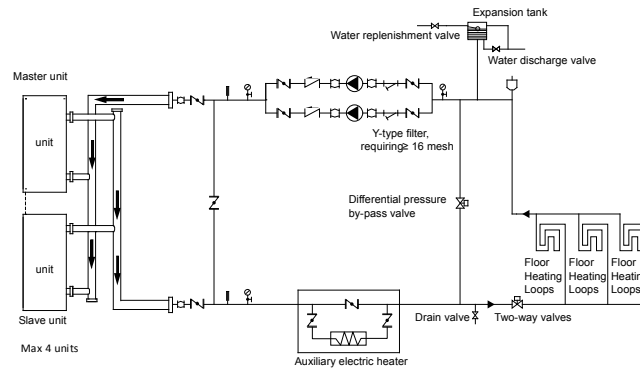 Expansion tank
Water replenishment valve
Water discharge valve
Master unit
unit
Y-type filter,
requiring≥ 16 mesh
Differential pressure
by-pass valve
unit
Floor
Heating
Loops
Floor
Heating
Loops
Floor
Heating
Loops
Slave unit
Drain valve
Two-way valves
Max 4 units
Auxiliary electric heater